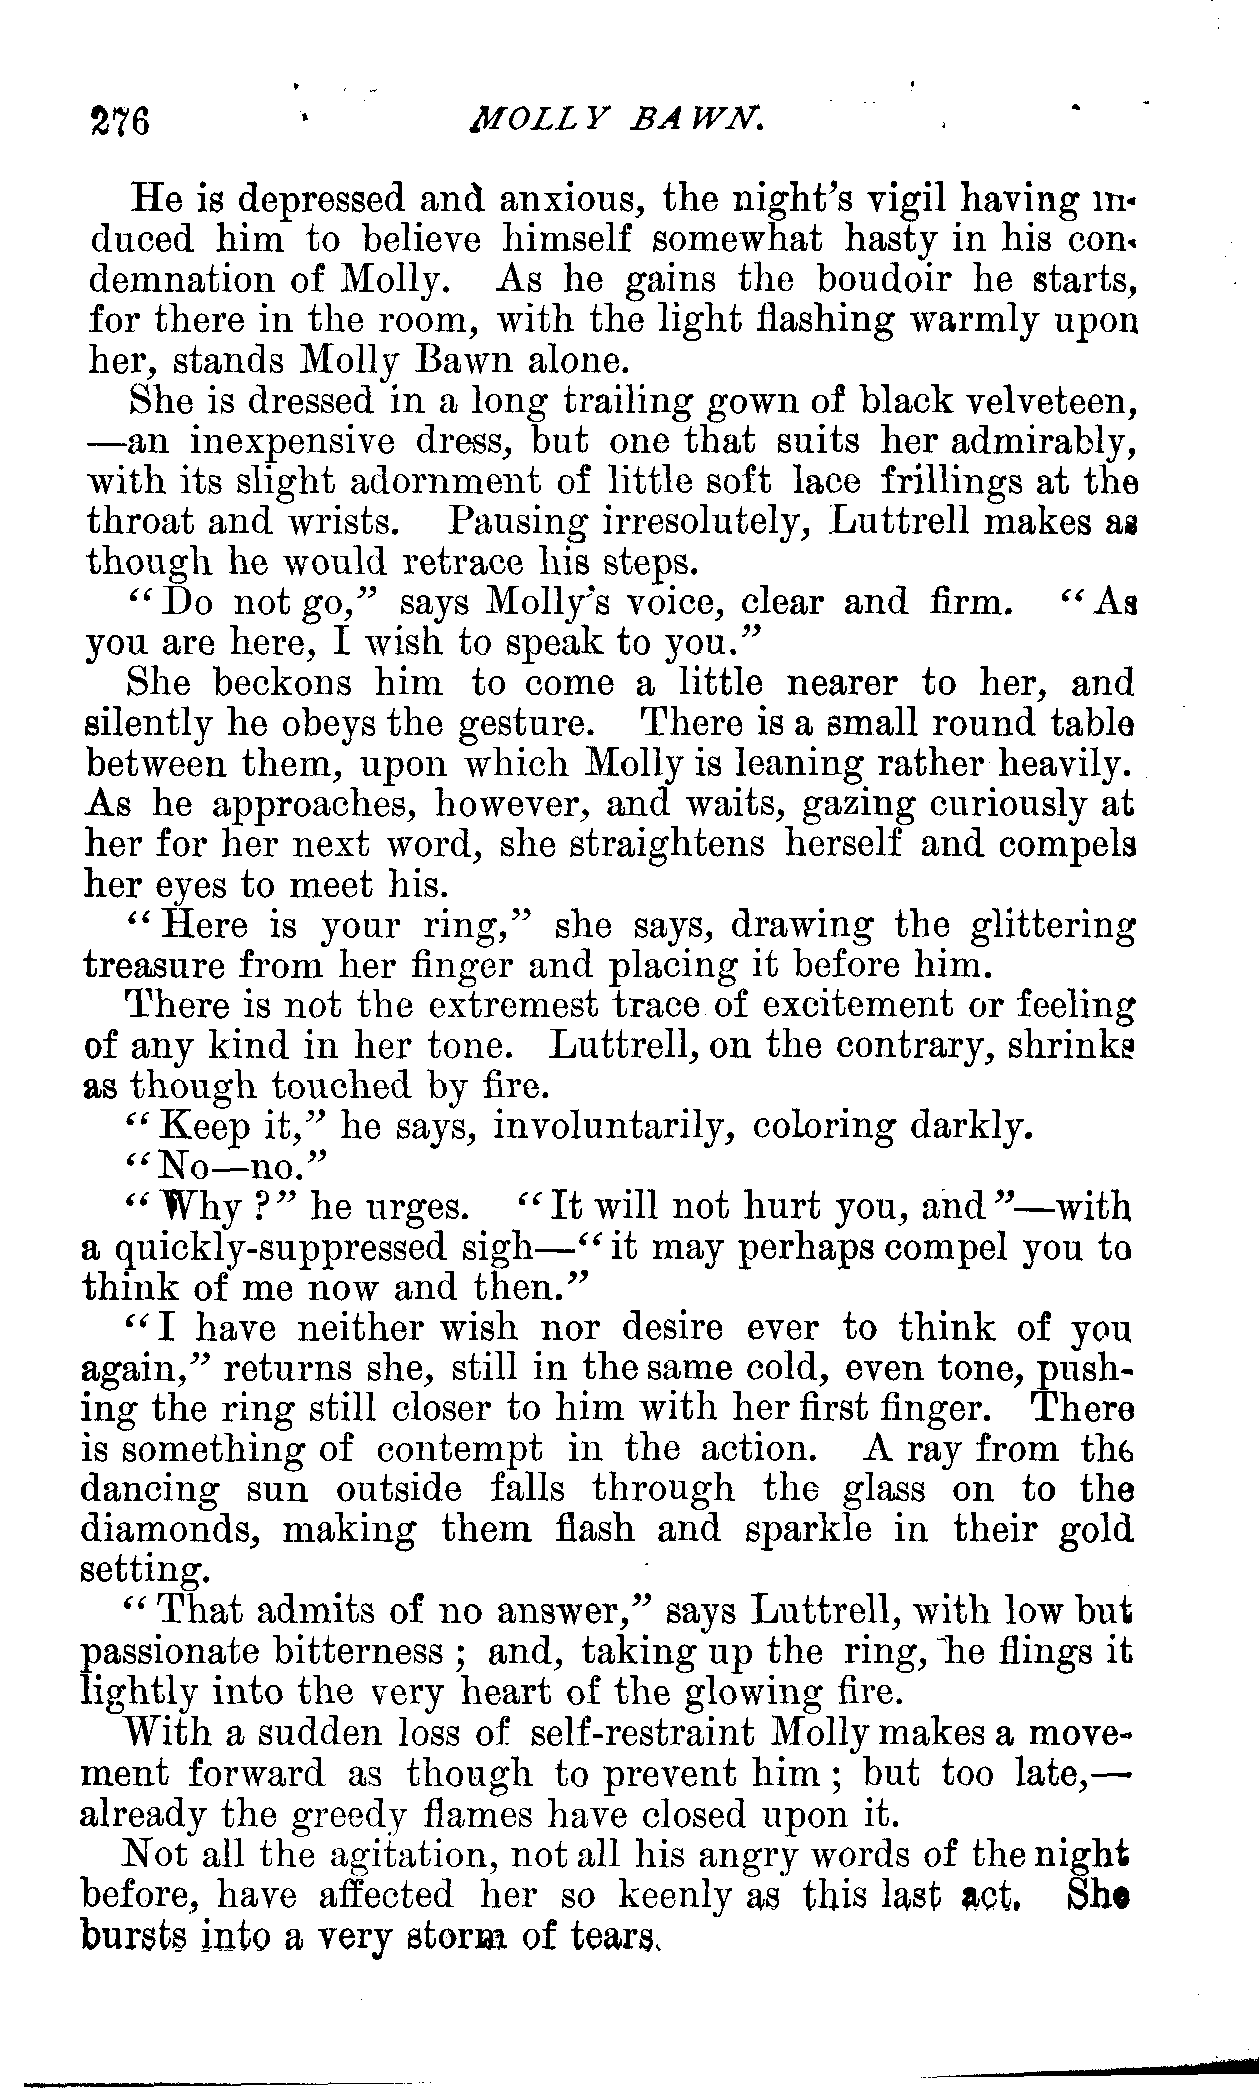 276 MOLLY BAWN.
He is depressed and anxious, the night's vigil having in-
duced him to believe himself somewhat hasty in his con-
demnation of Molly. As he gains the boudoir he starts,
for there in the room, with the light flashing warmly upon
her, stands Molly Bawn alone.
She is dressed in a long trailing gown of black velveteen,
—an inexpensive dress, but one that suits her admirably,
with its slight adornment of little soft lace frillings at the
throat and wrists. Pausing irresolutely, Luttrell makes as
though he would retrace his steps.
"Do not go," says Molly's voice, clear and firm. "As
you are here, I wish to speak to you."
She beckons him to come a little nearer to her, and
silently he obeys the gesture. There is a small round table
between them, upon which Molly is leaning rather heavily.
As he approaches, however, and waits, gazing curiously at
her for her next word, she straightens herself and compels
her eyes to meet his.
"Here is your ring," she says, drawing the glittering
treasure from her finger and placing it before him.
There is not the extremest trace of excitement or feeling
of any kind in her tone. Luttrell, on the contrary, shrinks
as though touched by fire.
"Keep it," he says, involuntarily, coloring darkly.
"No—no."
"Why?" he urges. "It will not hurt you, and"—with
a quickly-suppressed sigh—"it may perhaps compel you to
think of me now and then."
"I have neither wish nor desire ever to think of you
again," returns she, still in the same cold, even tone, push-
ing the ring still closer to him with her first finger. There
is something of contempt in the action. A ray from the
dancing sun outside falls through the glass on to the
diamonds, making them flash and sparkle in their gold
setting.
"That admits of no answer," says Luttrell, with low but
passionate bitterness; and, taking up the ring, he flings it
lightly into the very heart of the glowing fire.
With a sudden loss of self-restraint Molly makes a move-
ment forward as though to prevent him; but too late,—
already the greedy flames have closed upon it.
Not all the agitation, not all his angry words of the night
before, have affected her so keenly as this last act. She
bursts into a very storm of tears.